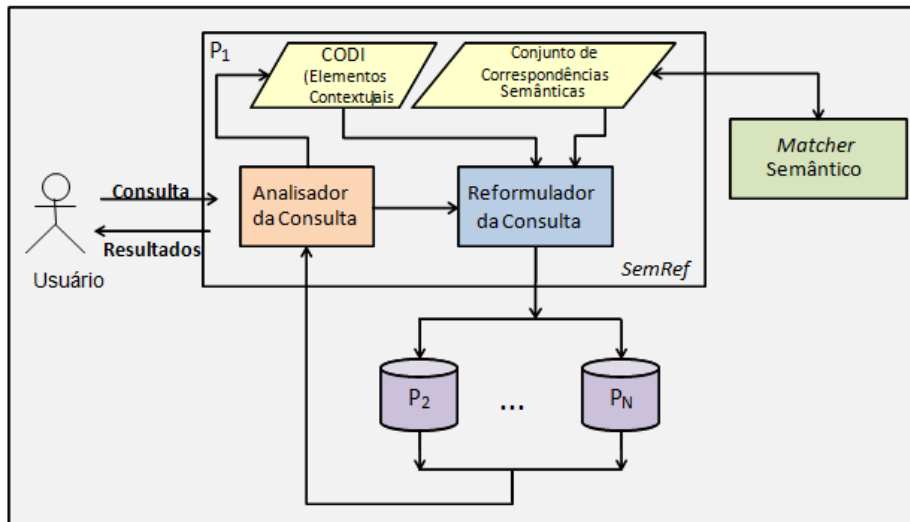 P1
CODI
(Elementos
Contextuais
Conjunto de
Correspondências
Semânticas
Matcher
Semântico
Consulta
Resultados
Usuário
Analisador
da Consulta
Reformulador
da Consulta
SemRef
P2
...
PN